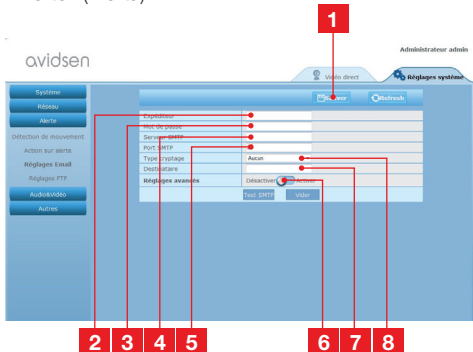 1
Administrateur admin
avidsen
Vidéo direct
Réglages système
Système
Réseau
Alerte
Détection de mouvement
Action sur alerte
Réglages Email
Réglages FTP
Audio&Vidéo
Autres
Refresh
Expéditeur
Mot de passe
Serveur SMTP
Port SMTP
Type cryptage
Aucun
Destinataire
Réglages avancés
Désactiver
Activer
Test SMTP
Vider
2 3 4 5 6 7 8